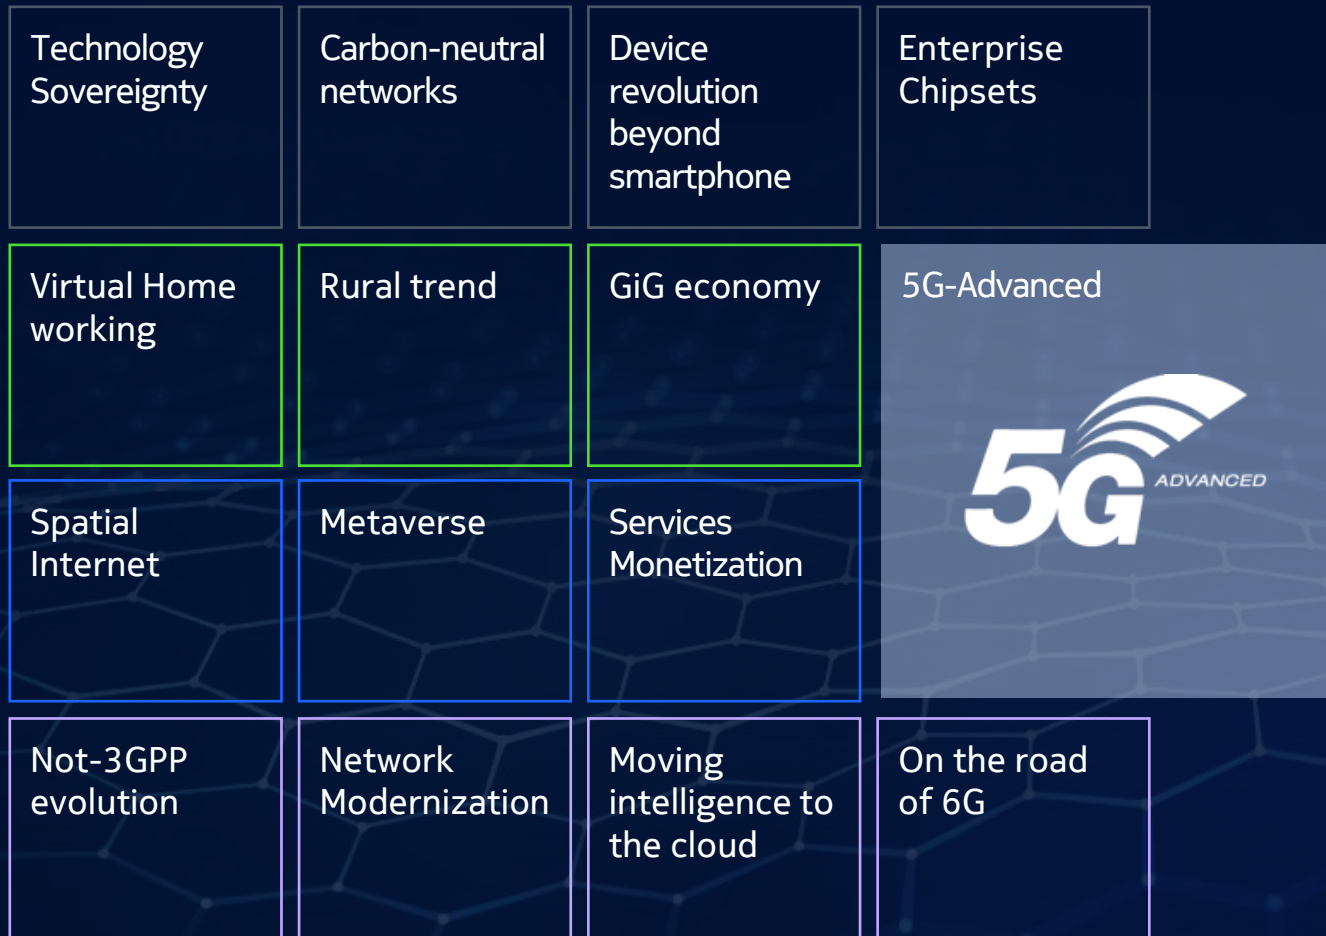 Technology
Sovereignty
Carbon-neutral
networks
Device
revolution
beyond
smartphone
Enterprise
Chipsets
Virtual Home
working
Rural trend
GiG economy
5G-Advanced
5G
ADVANCED
Spatial
Internet
Metaverse
Services
Monetization
Not-3GPP
evolution
Network
Modernization
Moving
intelligence to
the cloud
On the road
of 6G